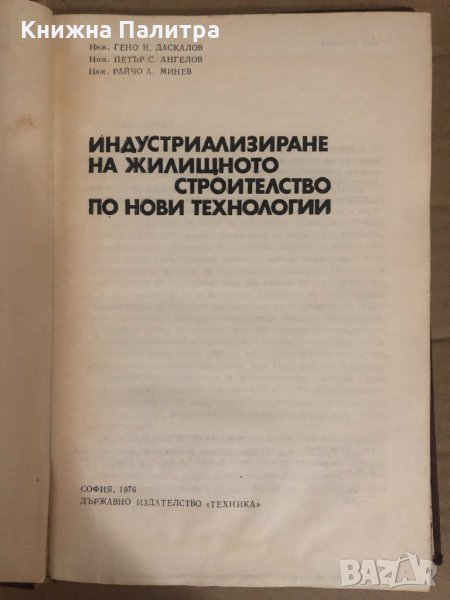 Книжна Палитра
Инж. ГЕНО И. ДАСКАЛОВ
Инж. ПЕТЪР С. АНГЕЛОВ
Инж. РАЙЧО А. МИНЕВ
ИНДУСТРИАЛИЗИРАНЕ
НА ЖИЛИЩНОТО
СТРОИТЕЛСТВО
ПО НОВИ ТЕХНОЛОГИИ
СОФИЯ, 1976
ДЪРЖАВНО ИЗДАТЕЛСТВО «ТЕХНИКА»
BAZAR